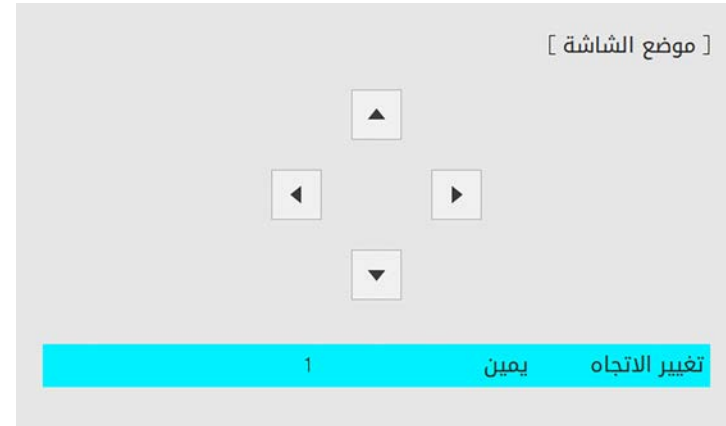 [ موضع الشاشة ]
تغيير الاتجاه يمين 1